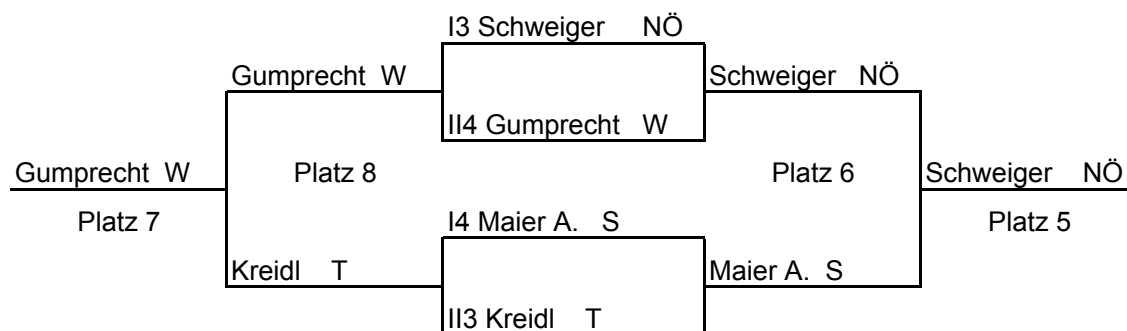 I3 Schweiger NÖ
Gumprecht W Schweiger NÖ
II4 Gumprecht W
Gumprecht W Platz 8 Platz 6 Schweiger NÖ
Platz 7 I4 Maier A. S Platz 5
Kreidl T Maier A. S
II3 Kreidl T